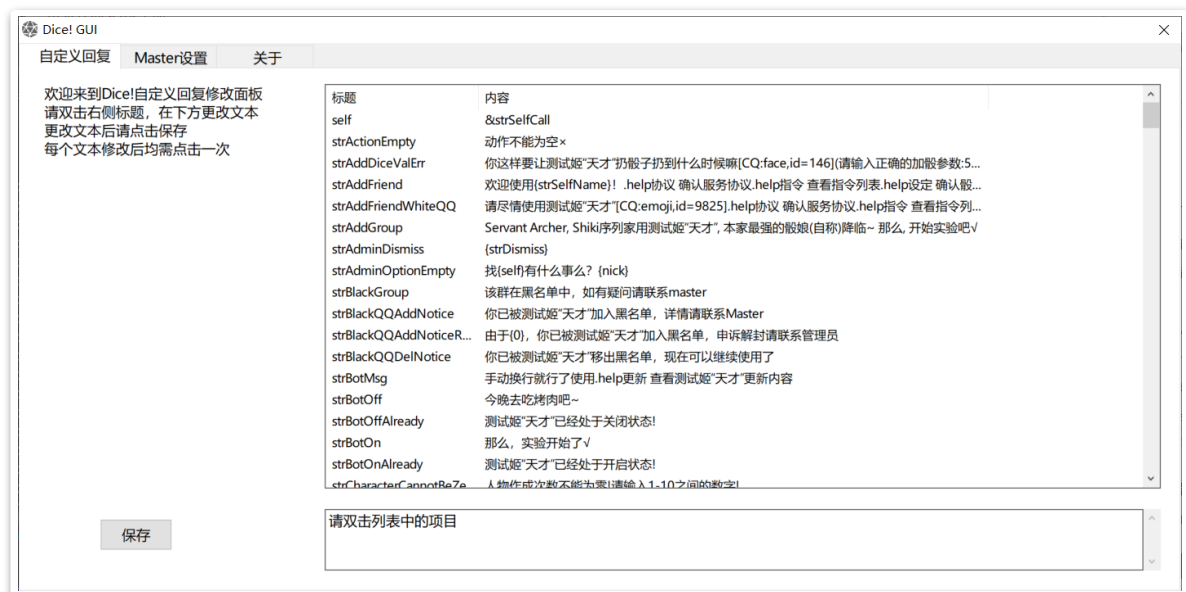 Dice! GUI
自定义回复 Master设置 关于
欢迎来到Dice!自定义回复修改面板
请双击右侧标题，在下方更改文本
更改文本后请点击保存
每个文本修改后均需点击一次
标题 内容
self &strSelfCall
strActionEmpty 动作不能为空×
strAddDiceValErr 你这样要让测试姬"天才"扔骰子扔到什么时候嘛[CQ:face,id=146](请输入正确的加骰参数:5...
strAddFriend 欢迎使用{strSelfName}！.help协议 确认服务协议.help指令 查看指令列表.help设定 确认骰...
strAddFriendWhiteQQ 请尽情使用测试姬"天才"[CQ:emoji,id=9825].help协议 确认服务协议.help指令 查看指令列...
strAddGroup Servant Archer, Shiki序列家用测试姬"天才", 本家最强的骰娘(自称)降临~ 那么, 开始实验吧√
strAdminDismiss {strDismiss}
strAdminOptionEmpty 找{self}有什么事么？{nick}
strBlackGroup 该群在黑名单中，如有疑问请联系master
strBlackQQAddNotice 你已被测试姬"天才"加入黑名单，详情请联系Master
strBlackQQAddNoticeR... 由于{0}，你已被测试姬"天才"加入黑名单，申诉解封请联系管理员
strBlackQQDelNotice 你已被测试姬"天才"移出黑名单，现在可以继续使用了
strBotMsg 手动换行就行了使用.help更新 查看测试姬"天才"更新内容
strBotOff 今晚去吃烤肉吧~
strBotOffAlready 测试姬"天才"已经处于关闭状态!
strBotOn 那么，实验开始了√
strBotOnAlready 测试姬"天才"已经处于开启状态!
strCharacterCannotBeZe... 人物作成次数不能为零!请输入1-10之间的数字!
保存
请双击列表中的项目